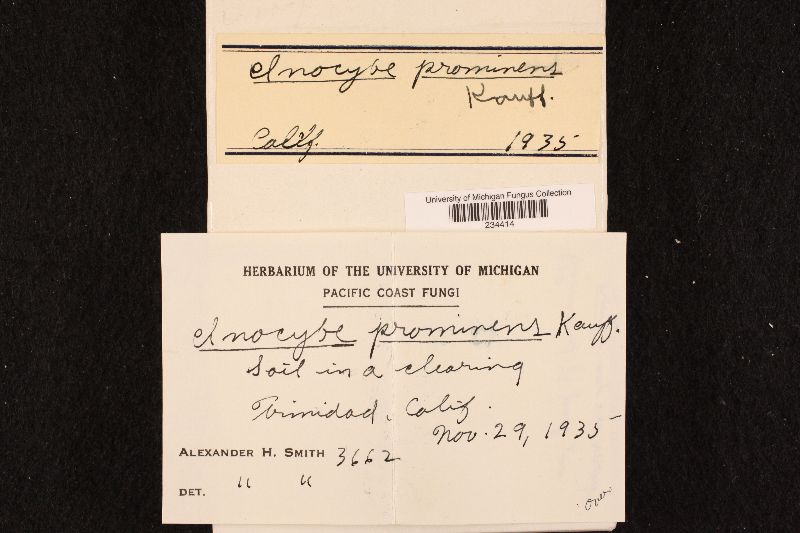 Inocybe prominens
Kauff.
Calif. 1935
University of Michigan Fungus Collection
234414
HERBARIUM OF THE UNIVERSITY OF MICHIGAN
PACIFIC COAST FUNGI
Inocybe prominens Kauff.
Soil in a clearing
Trinidad, Calif.
Nov. 29, 1935
ALEXANDER H. SMITH 3662
DET. " "